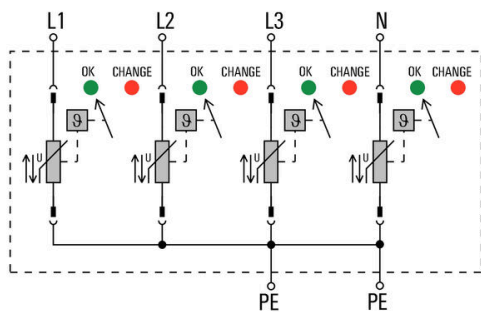 L1 L2 L3 N
OK CHANGE OK CHANGE OK CHANGE OK CHANGE
ϑ ϑ ϑ ϑ
U U U U
PE PE